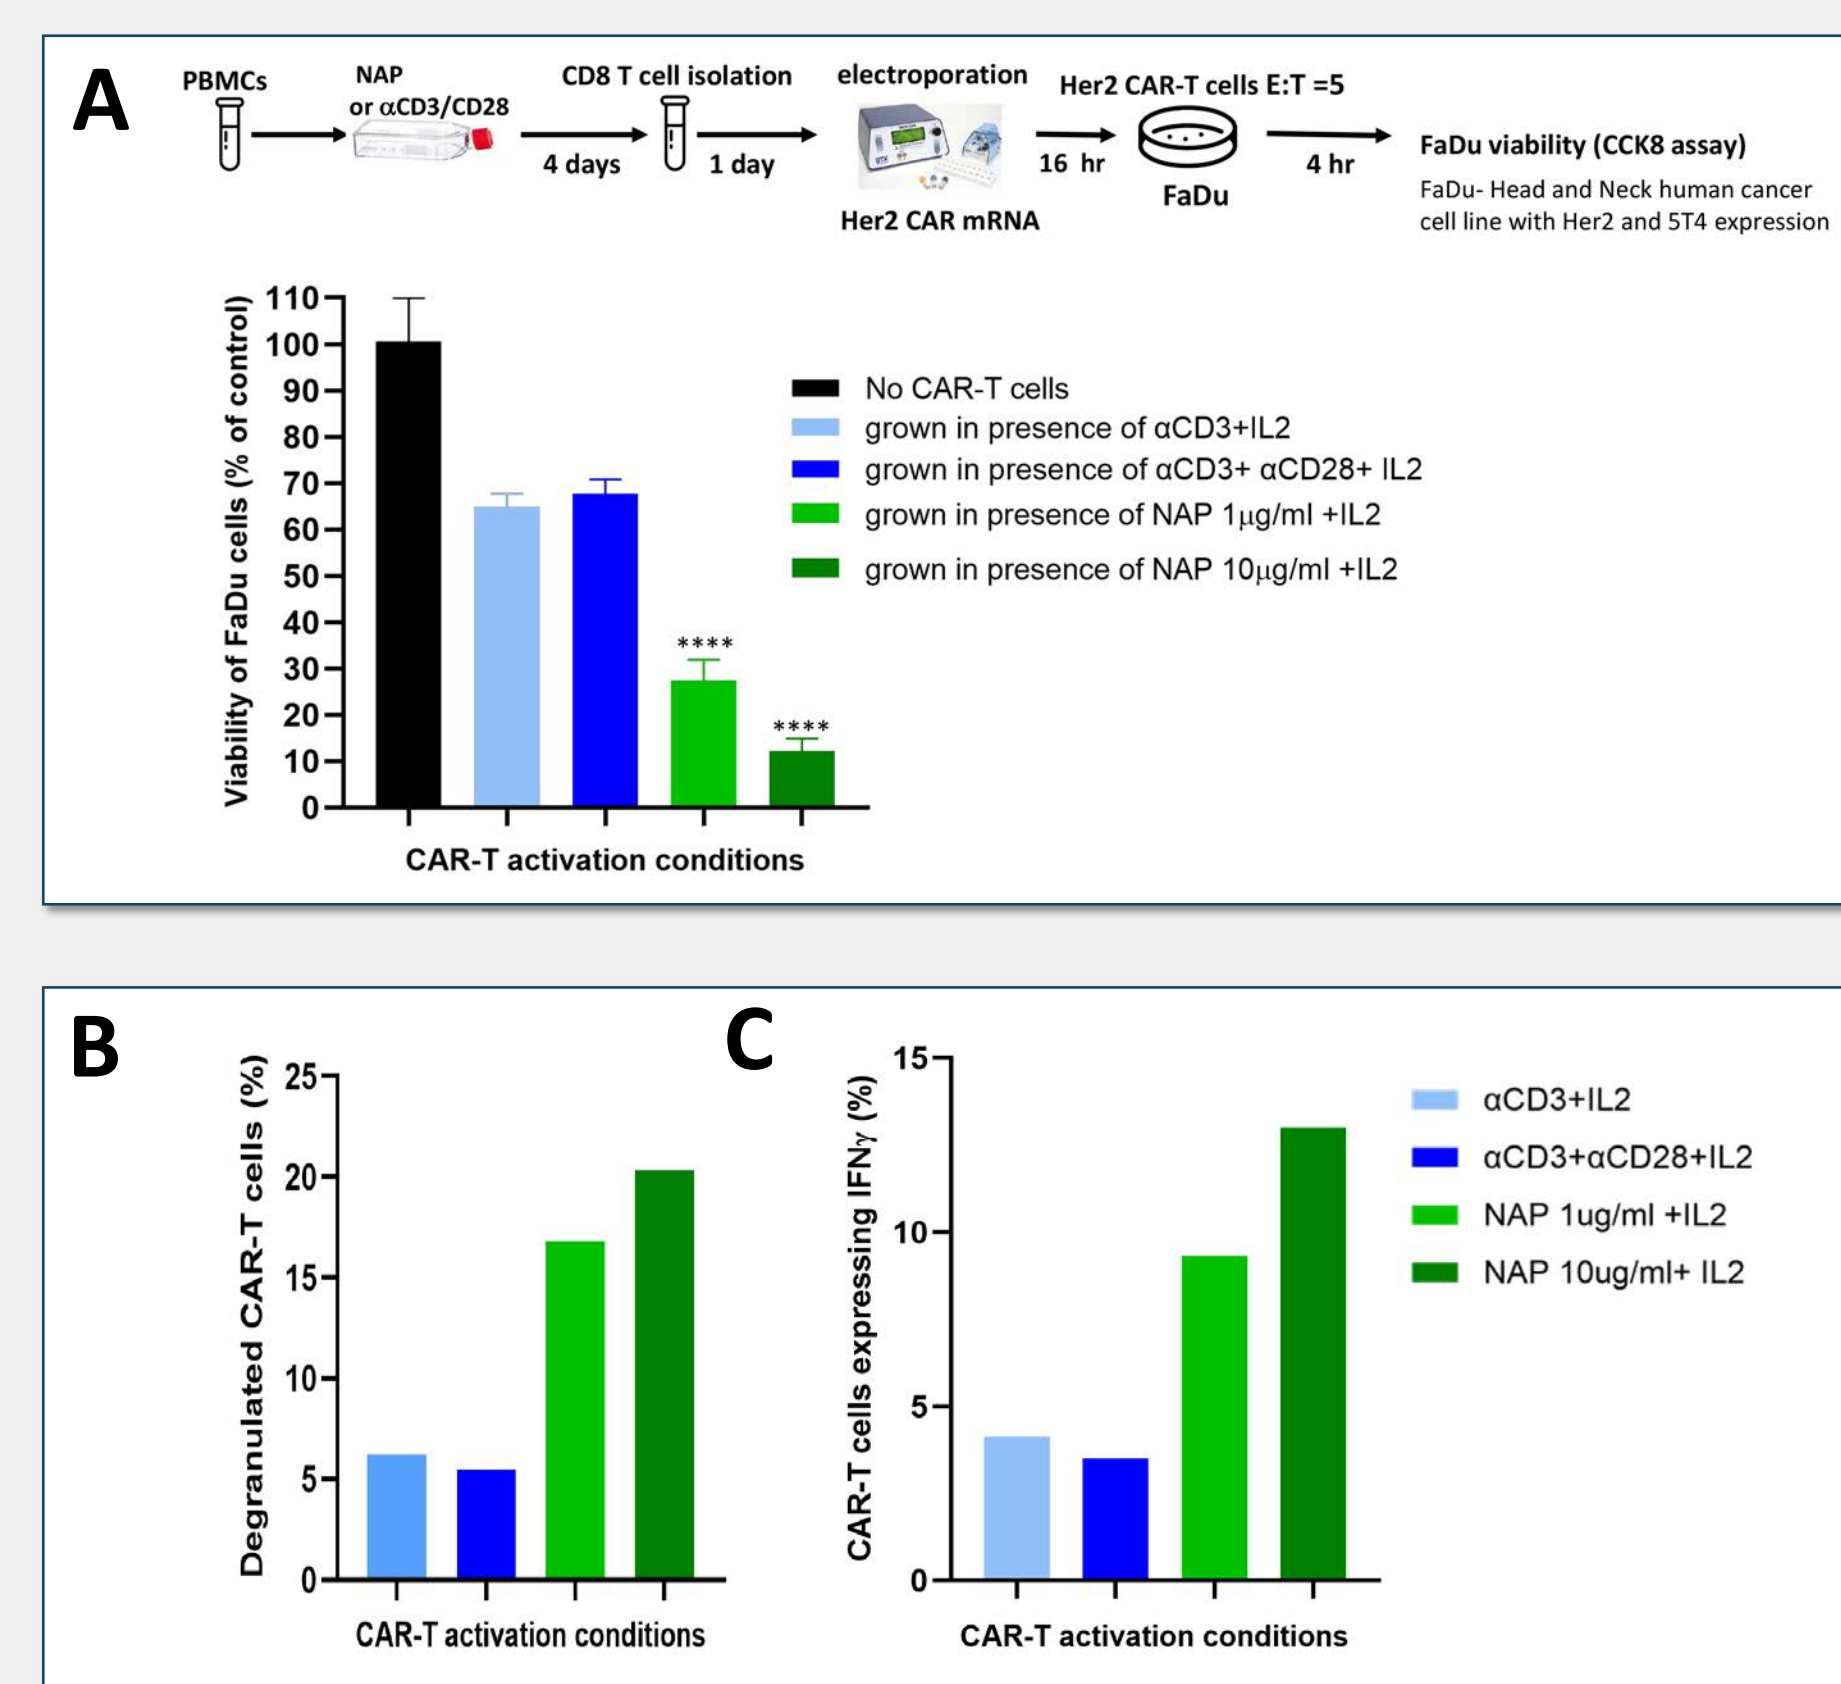 A
PBMCs
NAP
or αCD3/CD28
4 days
CD8 T cell isolation
1 day
electroporation
Her2 CAR mRNA
16 hr
Her2 CAR-T cells E:T =5
FaDu
4 hr
FaDu viability (CCK8 assay)
FaDu- Head and Neck human cancer
cell line with Her2 and 5T4 expression
Viability of FaDu cells (% of control)
110
100
90
80
70
60
50
40
30
20
10
0
****
****
CAR-T activation conditions
No CAR-T cells
grown in presence of αCD3+IL2
grown in presence of αCD3+ αCD28+ IL2
grown in presence of NAP 1μg/ml +IL2
grown in presence of NAP 10μg/ml +IL2
B
Degranulated CAR-T cells (%)
25
20
15
10
5
0
CAR-T activation conditions
C
CAR-T cells expressing IFNγ (%)
15
10
5
0
CAR-T activation conditions
αCD3+IL2
αCD3+αCD28+IL2
NAP 1ug/ml +IL2
NAP 10ug/ml+ IL2